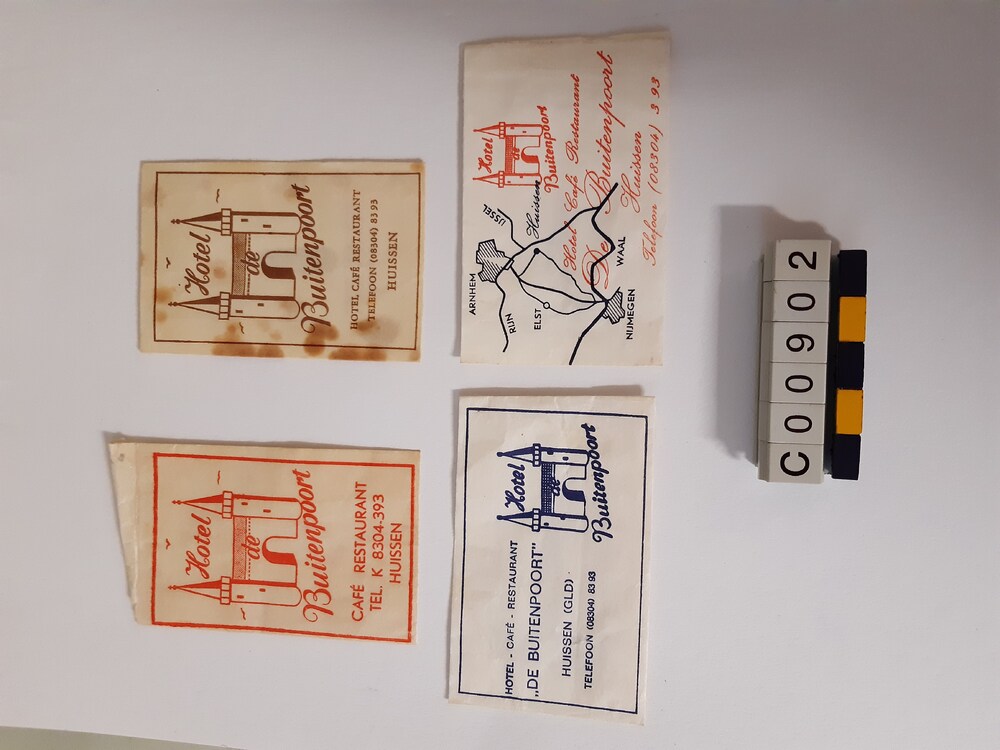 Hotel
de
Buitenpoort
CAFÉ RESTAURANT
TEL. K 8304-393
HUISSEN
Hotel
de
Buitenpoort
HOTEL CAFÉ RESTAURANT
TELEFOON (08304) 83 93
HUISSEN
HOTEL - CAFÉ - RESTAURANT
„DE BUITENPOORT”
HUISSEN (GLD)
TELEFOON (08304) 83 93
Hotel
de
Buitenpoort
ARNHEM
RIJN
IJSSEL
Huissen
ELST
WAAL
NIJMEGEN
Hotel
de
Buitenpoort
Hotel Café Restaurant
De Buitenpoort
Huissen
Telefoon (08304) 3 93
C00902